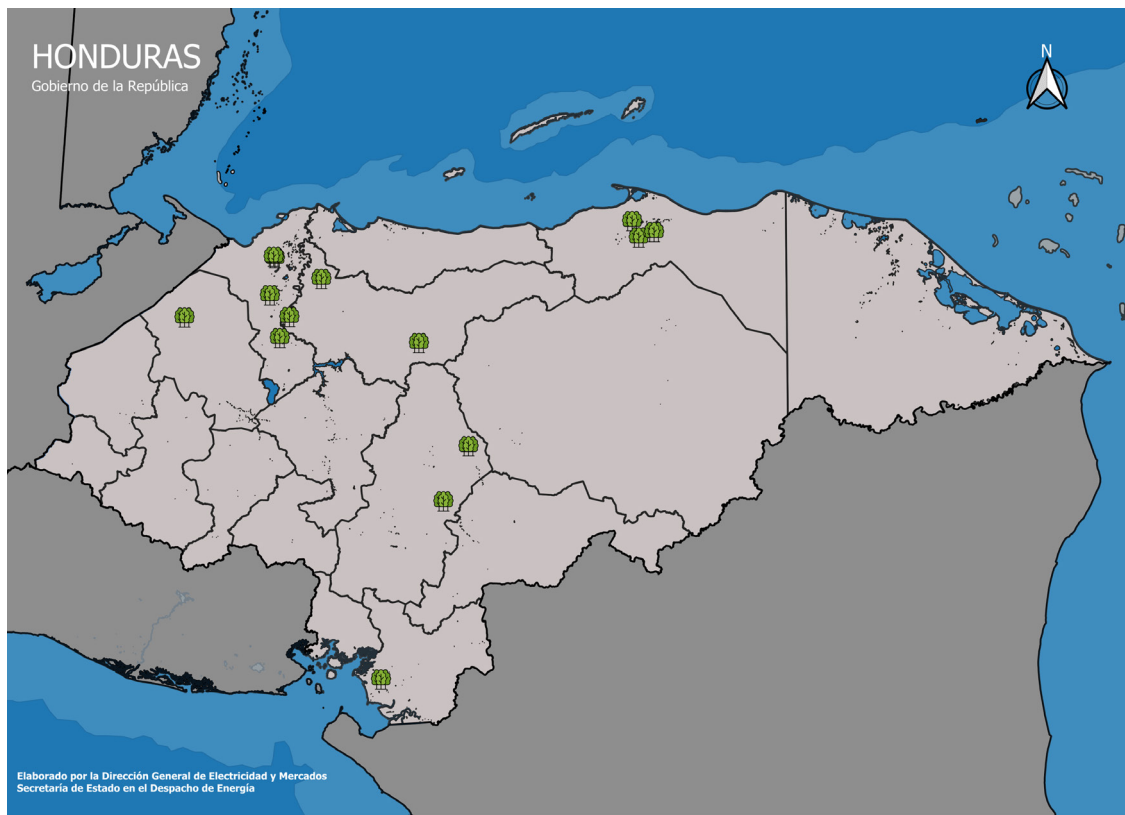 HONDURAS
Gobierno de la República
N
Elaborado por la Dirección General de Electricidad y Mercados
Secretaría de Estado en el Despacho de Energía